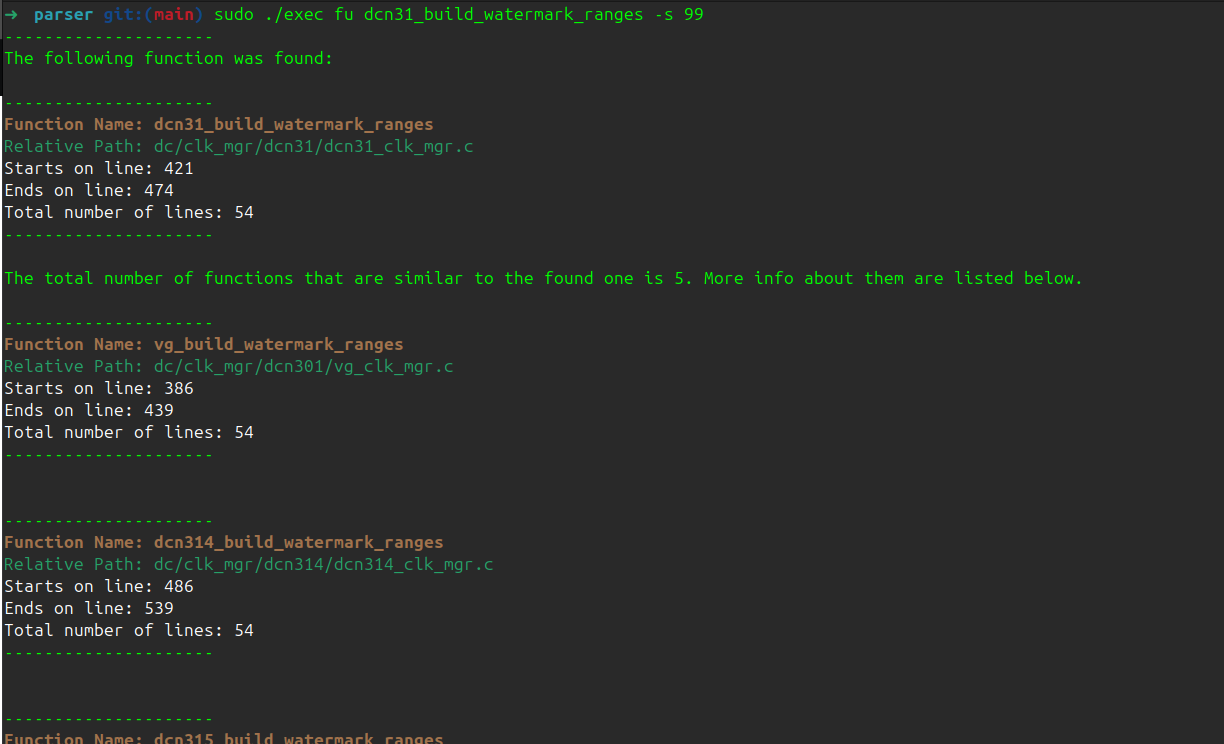 ➜ parser git:(main) sudo ./exec fu dcn31_build_watermark_ranges -s 99
---------------------
The following function was found:
---------------------
Function Name: dcn31_build_watermark_ranges
Relative Path: dc/clk_mgr/dcn31/dcn31_clk_mgr.c
Starts on line: 421
Ends on line: 474
Total number of lines: 54
---------------------
The total number of functions that are similar to the found one is 5. More info about them are listed below.
---------------------
Function Name: vg_build_watermark_ranges
Relative Path: dc/clk_mgr/dcn301/vg_clk_mgr.c
Starts on line: 386
Ends on line: 439
Total number of lines: 54
---------------------
---------------------
Function Name: dcn314_build_watermark_ranges
Relative Path: dc/clk_mgr/dcn314/dcn314_clk_mgr.c
Starts on line: 486
Ends on line: 539
Total number of lines: 54
---------------------
---------------------
Function Name: dcn315_build_watermark_ranges